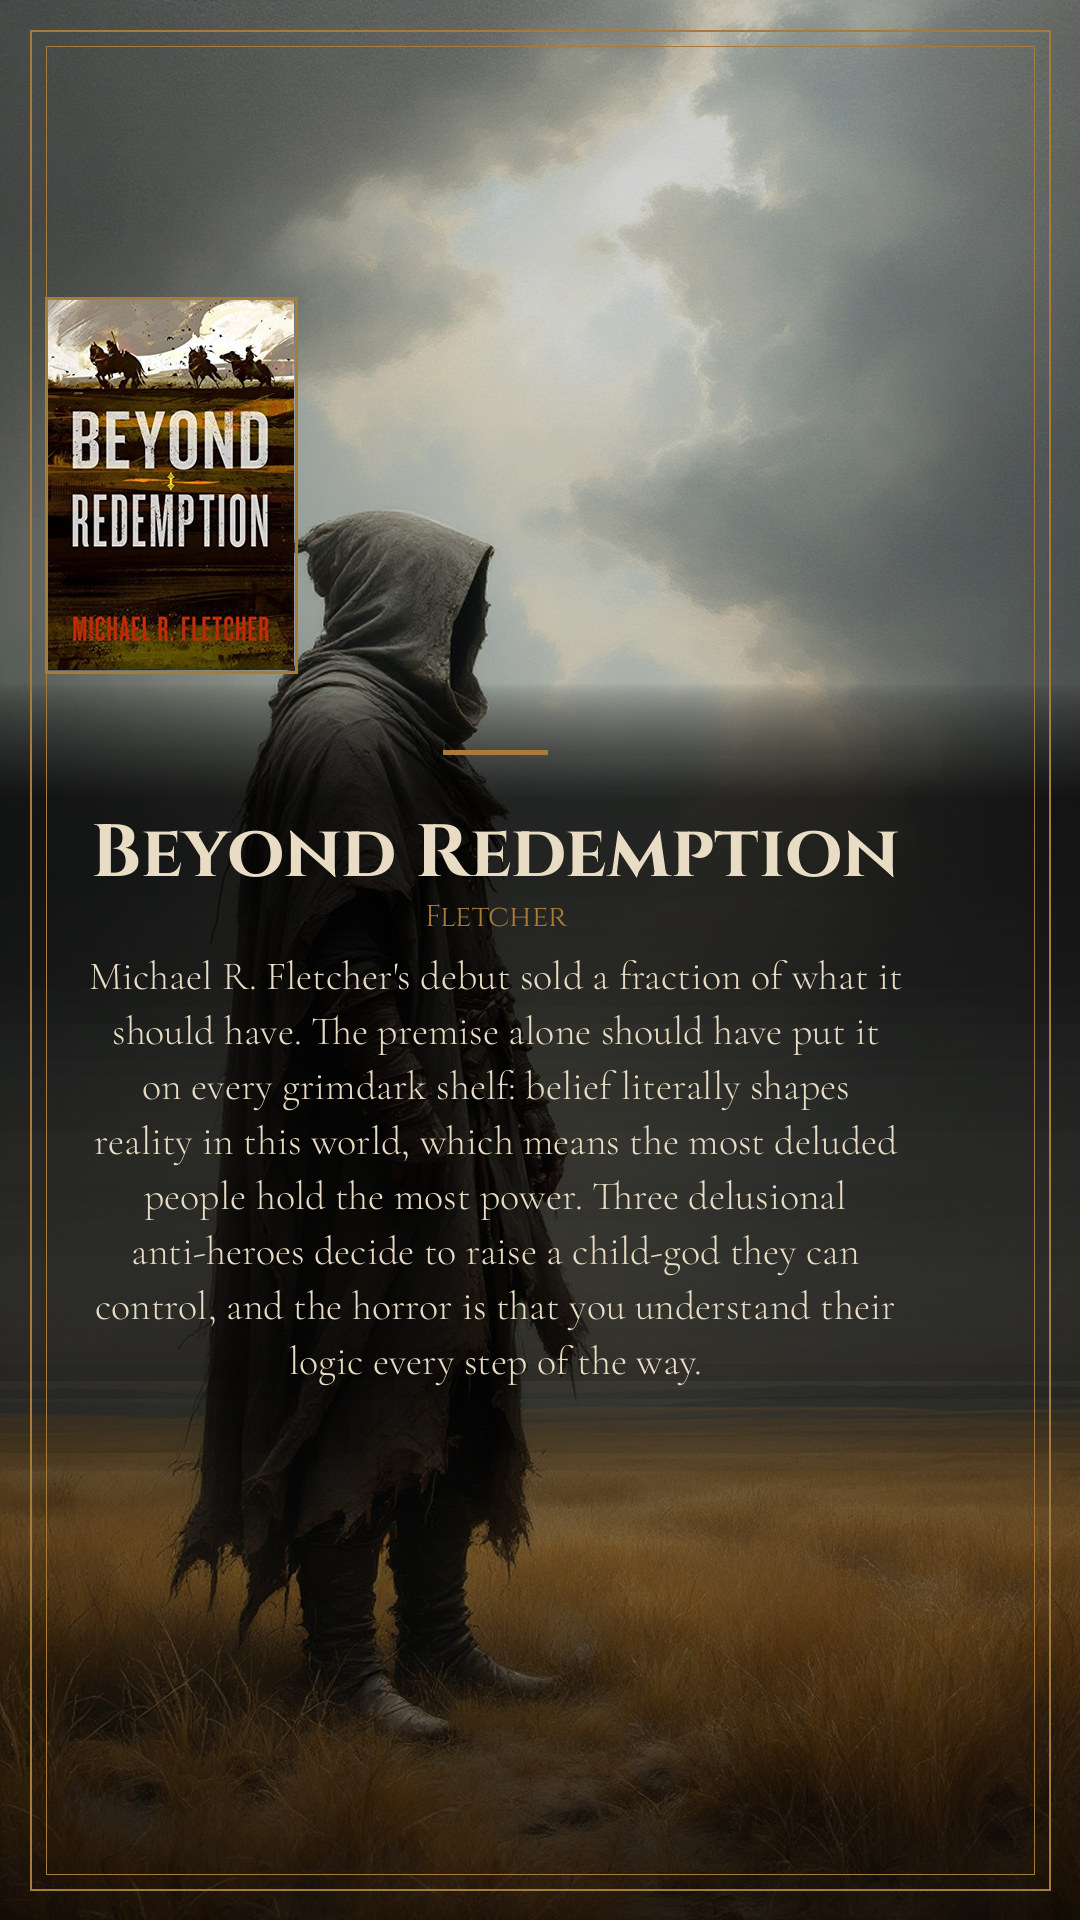 BEYOND
REDEMPTION
MICHAEL R. FLETCHER
Beyond Redemption
Fletcher
Michael R. Fletcher's debut sold a fraction of what it
should have. The premise alone should have put it
on every grimdark shelf: belief literally shapes
reality in this world, which means the most deluded
people hold the most power. Three delusional
anti-heroes decide to raise a child-god they can
control, and the horror is that you understand their
logic every step of the way.